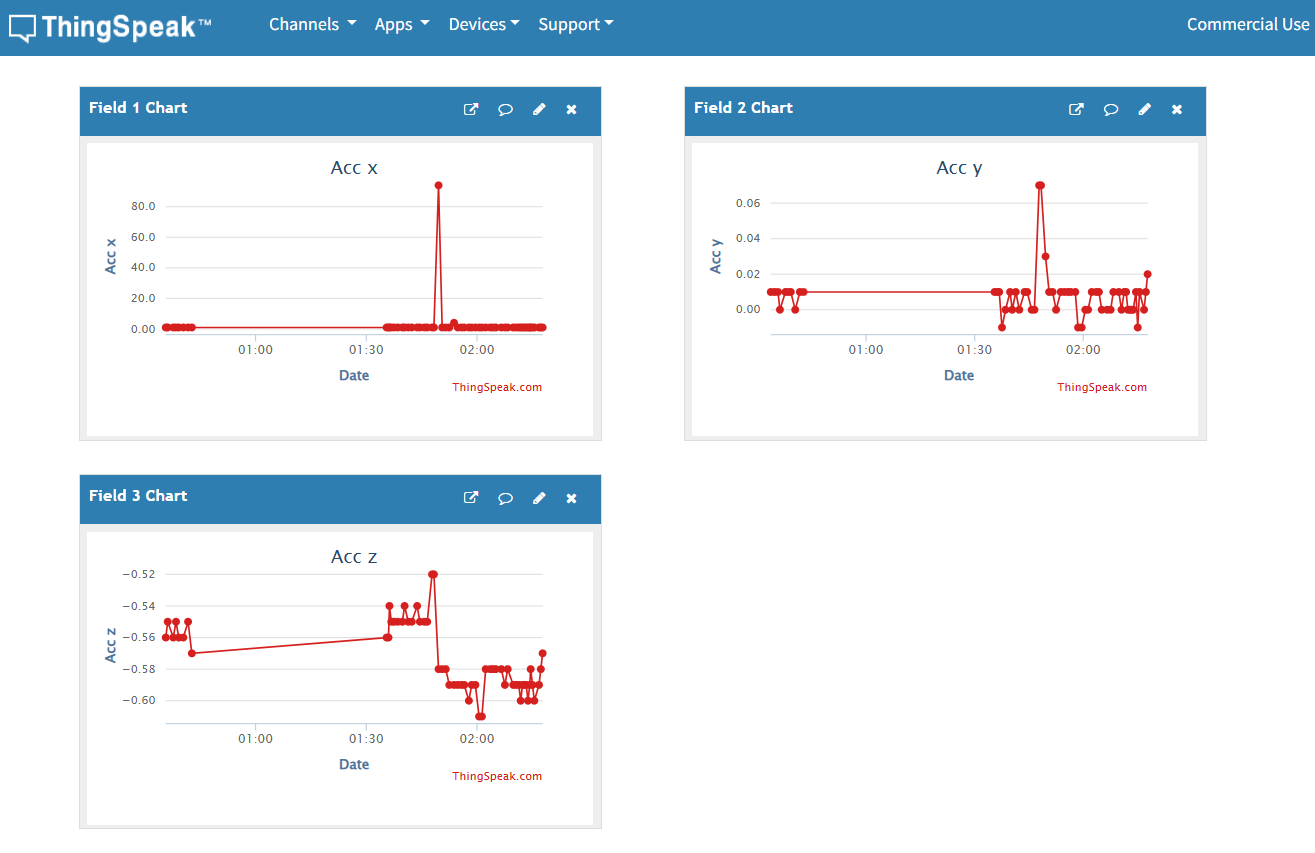 ThingSpeak™ Channels Apps Devices Support Commercial Use
Field 1 Chart
Acc x
Acc x
80.0
60.0
40.0
20.0
0.00
01:00 01:30 02:00
Date
ThingSpeak.com
Field 2 Chart
Acc y
Acc y
0.06
0.04
0.02
0.00
01:00 01:30 02:00
Date
ThingSpeak.com
Field 3 Chart
Acc z
Acc z
−0.52
−0.54
−0.56
−0.58
−0.60
01:00 01:30 02:00
Date
ThingSpeak.com